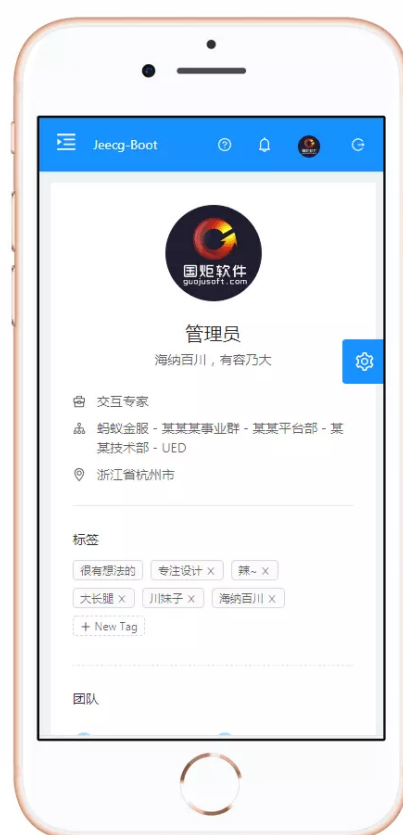 Jeecg-Boot
国炬软件
guojusoft.com
管理员
海纳百川，有容乃大
交互专家
蚂蚁金服 - 某某某事业群 - 某某平台部 - 某
某技术部 - UED
浙江省杭州市
标签
很有想法的 专注设计 × 辣~ ×
大长腿 × 川妹子 × 海纳百川 ×
+ New Tag
团队